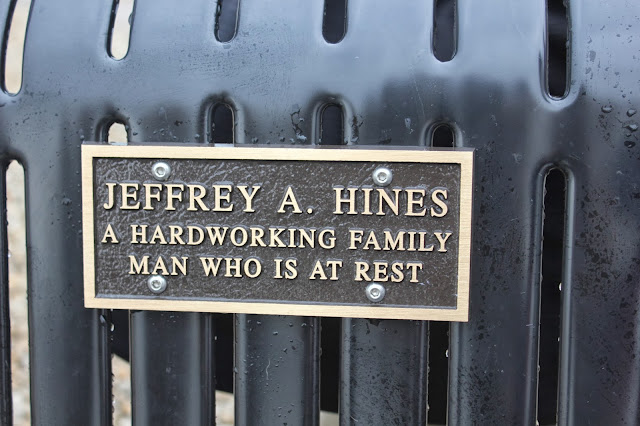 JEFFREY A. HINES
A HARDWORKING FAMILY
MAN WHO IS AT REST